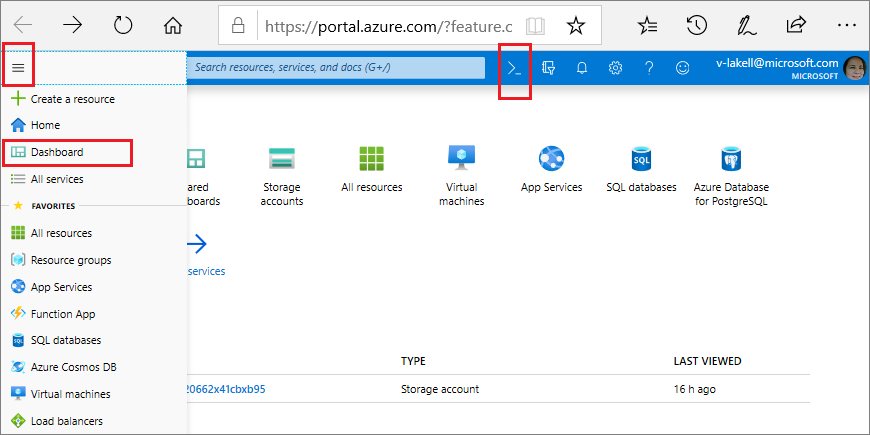 https://portal.azure.com/?feature.c
Search resources, services, and docs (G+/)
v-lakell@microsoft.com
MICROSOFT
Create a resource
Home
Dashboard
All services
FAVORITES
All resources
Resource groups
App Services
Function App
SQL databases
Azure Cosmos DB
Virtual machines
Load balancers
ared
boards
Storage
accounts
All resources
Virtual
machines
App Services
SQL databases
Azure Database
for PostgreSQL
services
TYPE
LAST VIEWED
20662x41cbxb95
Storage account
16 h ago